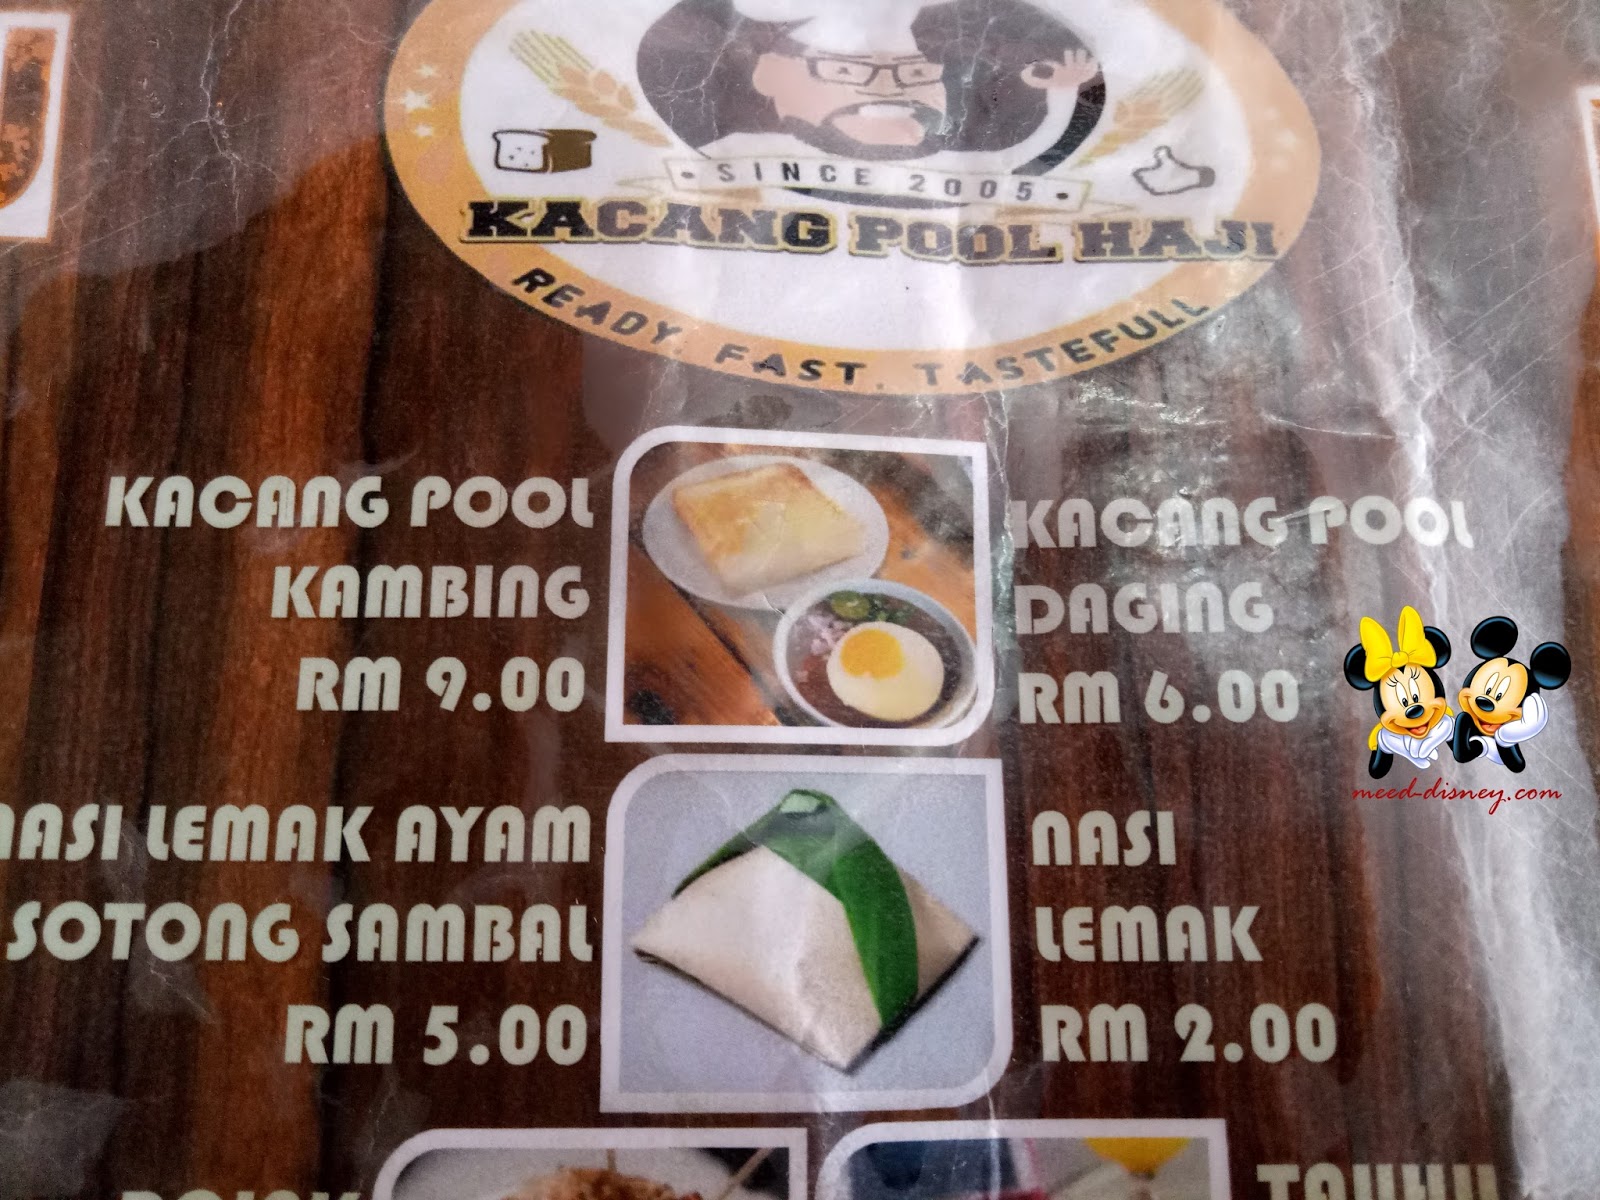 SINCE 2005
KACANG POOL HAJI
READY. FAST. TASTEFULL
KACANG POOL
KAMBING
RM 9.00
KACANG POOL
DAGING
RM 6.00
meed-disney.com
NASI LEMAK AYAM
SOTONG SAMBAL
RM 5.00
NASI
LEMAK
RM 2.00